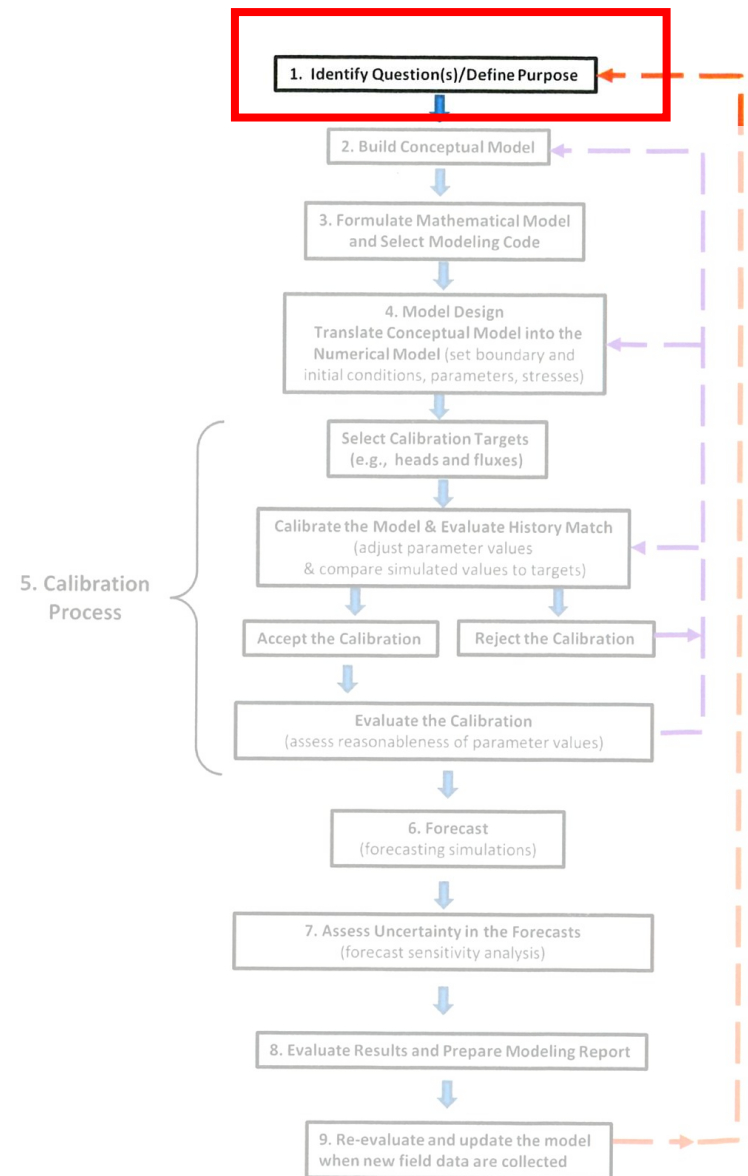 1. Identify Question(s)/Define Purpose
2. Build Conceptual Model
3. Formulate Mathematical Model
and Select Modeling Code
4. Model Design
Translate Conceptual Model into the
Numerical Model (set boundary and
initial conditions, parameters, stresses)
Select Calibration Targets
(e.g., heads and fluxes)
Calibrate the Model & Evaluate History Match
(adjust parameter values
& compare simulated values to targets)
5. Calibration
Process
Accept the Calibration
Reject the Calibration
Evaluate the Calibration
(assess reasonableness of parameter values)
6. Forecast
(forecasting simulations)
7. Assess Uncertainty in the Forecasts
(forecast sensitivity analysis)
8. Evaluate Results and Prepare Modeling Report
9. Re-evaluate and update the model
when new field data are collected